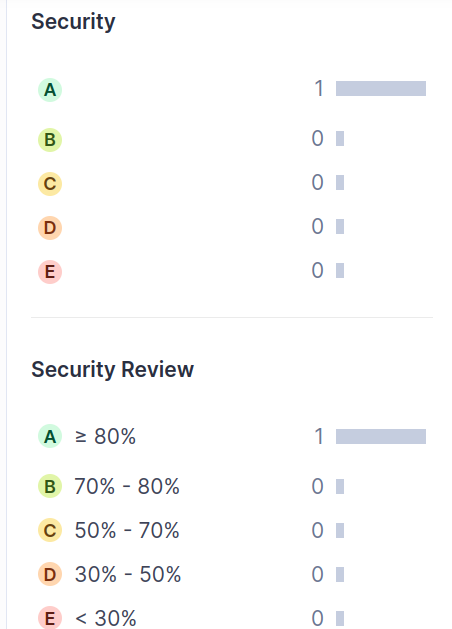 Security
A 1
B 0
C 0
D 0
E 0
Security Review
A ≥ 80% 1
B 70% - 80% 0
C 50% - 70% 0
D 30% - 50% 0
E < 30% 0